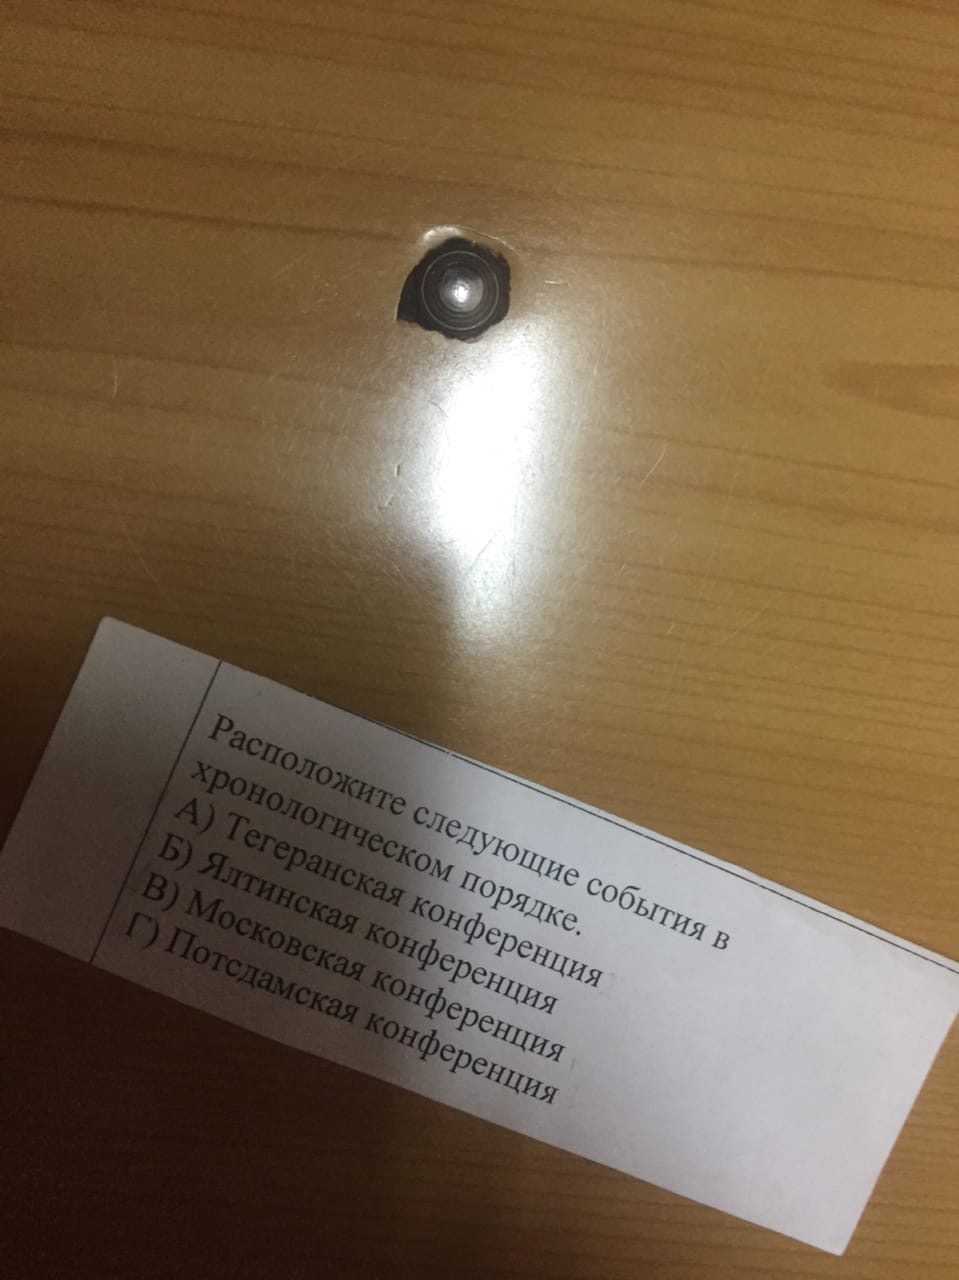 Расположите следующие события в
хронологическом порядке.
А) Тегеранская конференция
Б) Ялтинская конференция
В) Московская конференция
Г) Потсдамская конференция